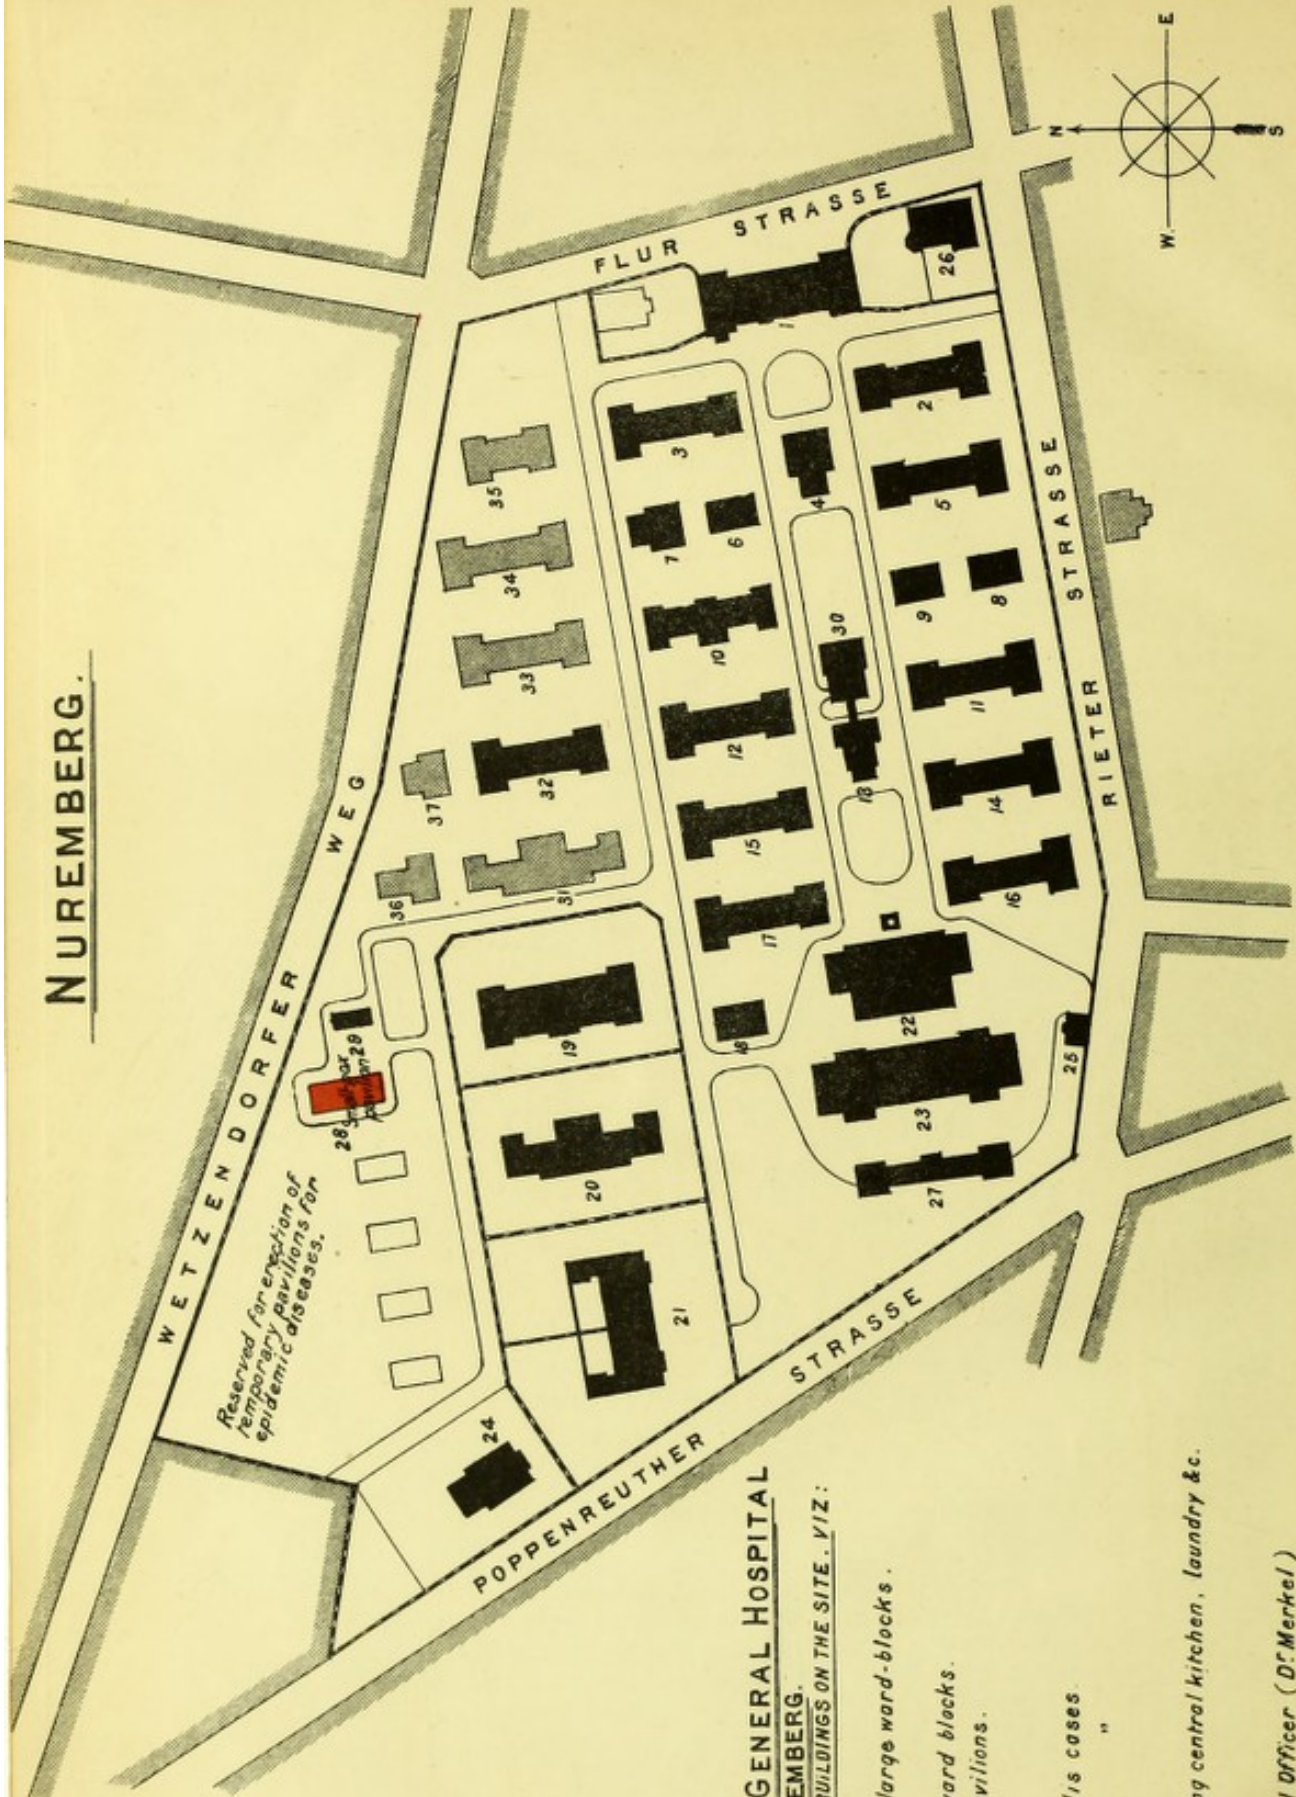 NUREMBERG.
N
E
S
W.
WETZENDORFER WEG
FLUR STRASSE
RIETER STRASSE
POPPENREUTHER STRASSE
Reserved for erection of
temporary pavilions for
epidemic diseases.
Small-pox
pavilion
1
2
3
4
5
6
7
8
9
10
11
12
13
14
15
16
17
18
19
20
21
22
23
24
25
26
27
28
29
30
31
32
33
34
35
36
37
GENERAL HOSPITAL
EMBERG.
BUILDINGS ON THE SITE. VIZ:
large ward-blocks.
ard blocks.
vilions.
lis cases.
"
ng central kitchen, laundry &c.
l Officer (Dr. Merkel)